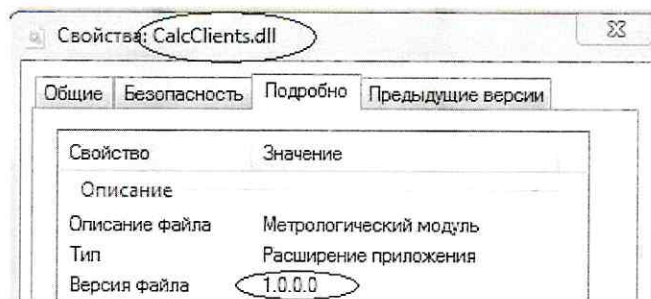 Свойства: CalcClients.dll
Общие Безопасность Подробно Предыдущие версии
Свойство Значение
Описание
Описание файла Метрологический модуль
Тип Расширение приложения
Версия файла 1.0.0.0